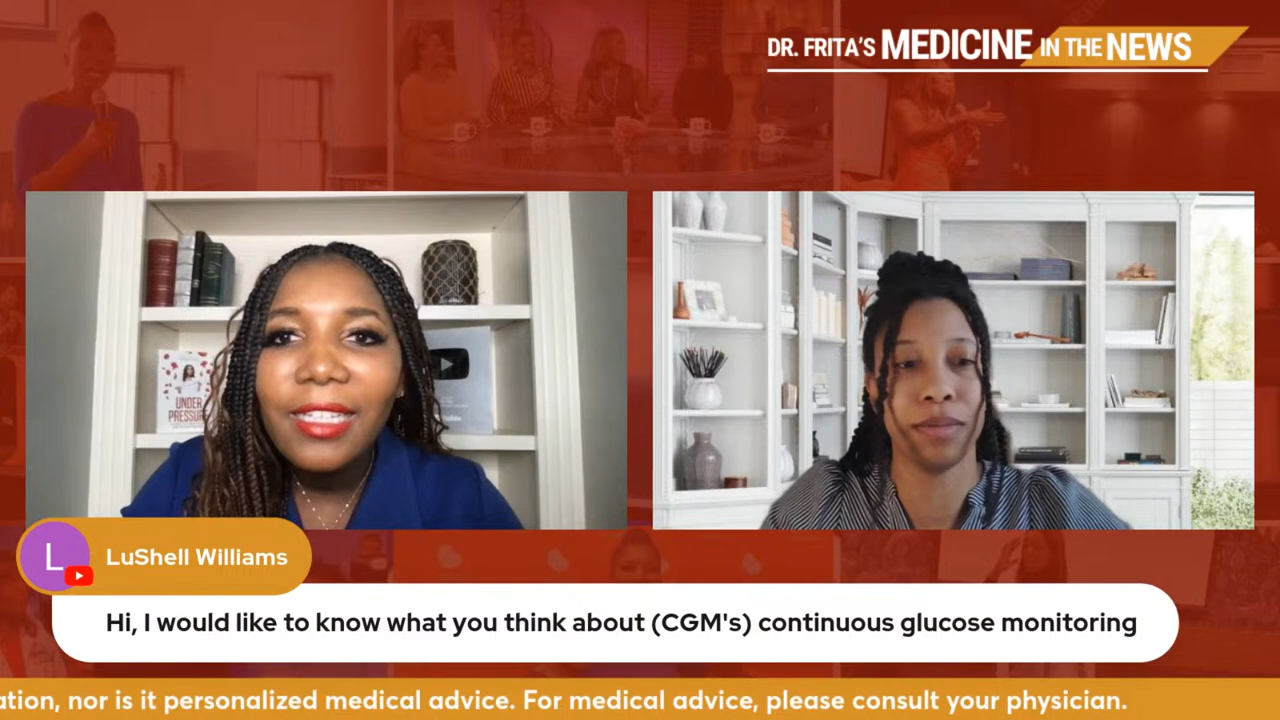 DR. FRITA'S MEDICINE IN THE NEWS
UNDER
PRESSURE
L
LuShell Williams
Hi, I would like to know what you think about (CGM's) continuous glucose monitoring
ation, nor is it personalized medical advice. For medical advice, please consult your physician.